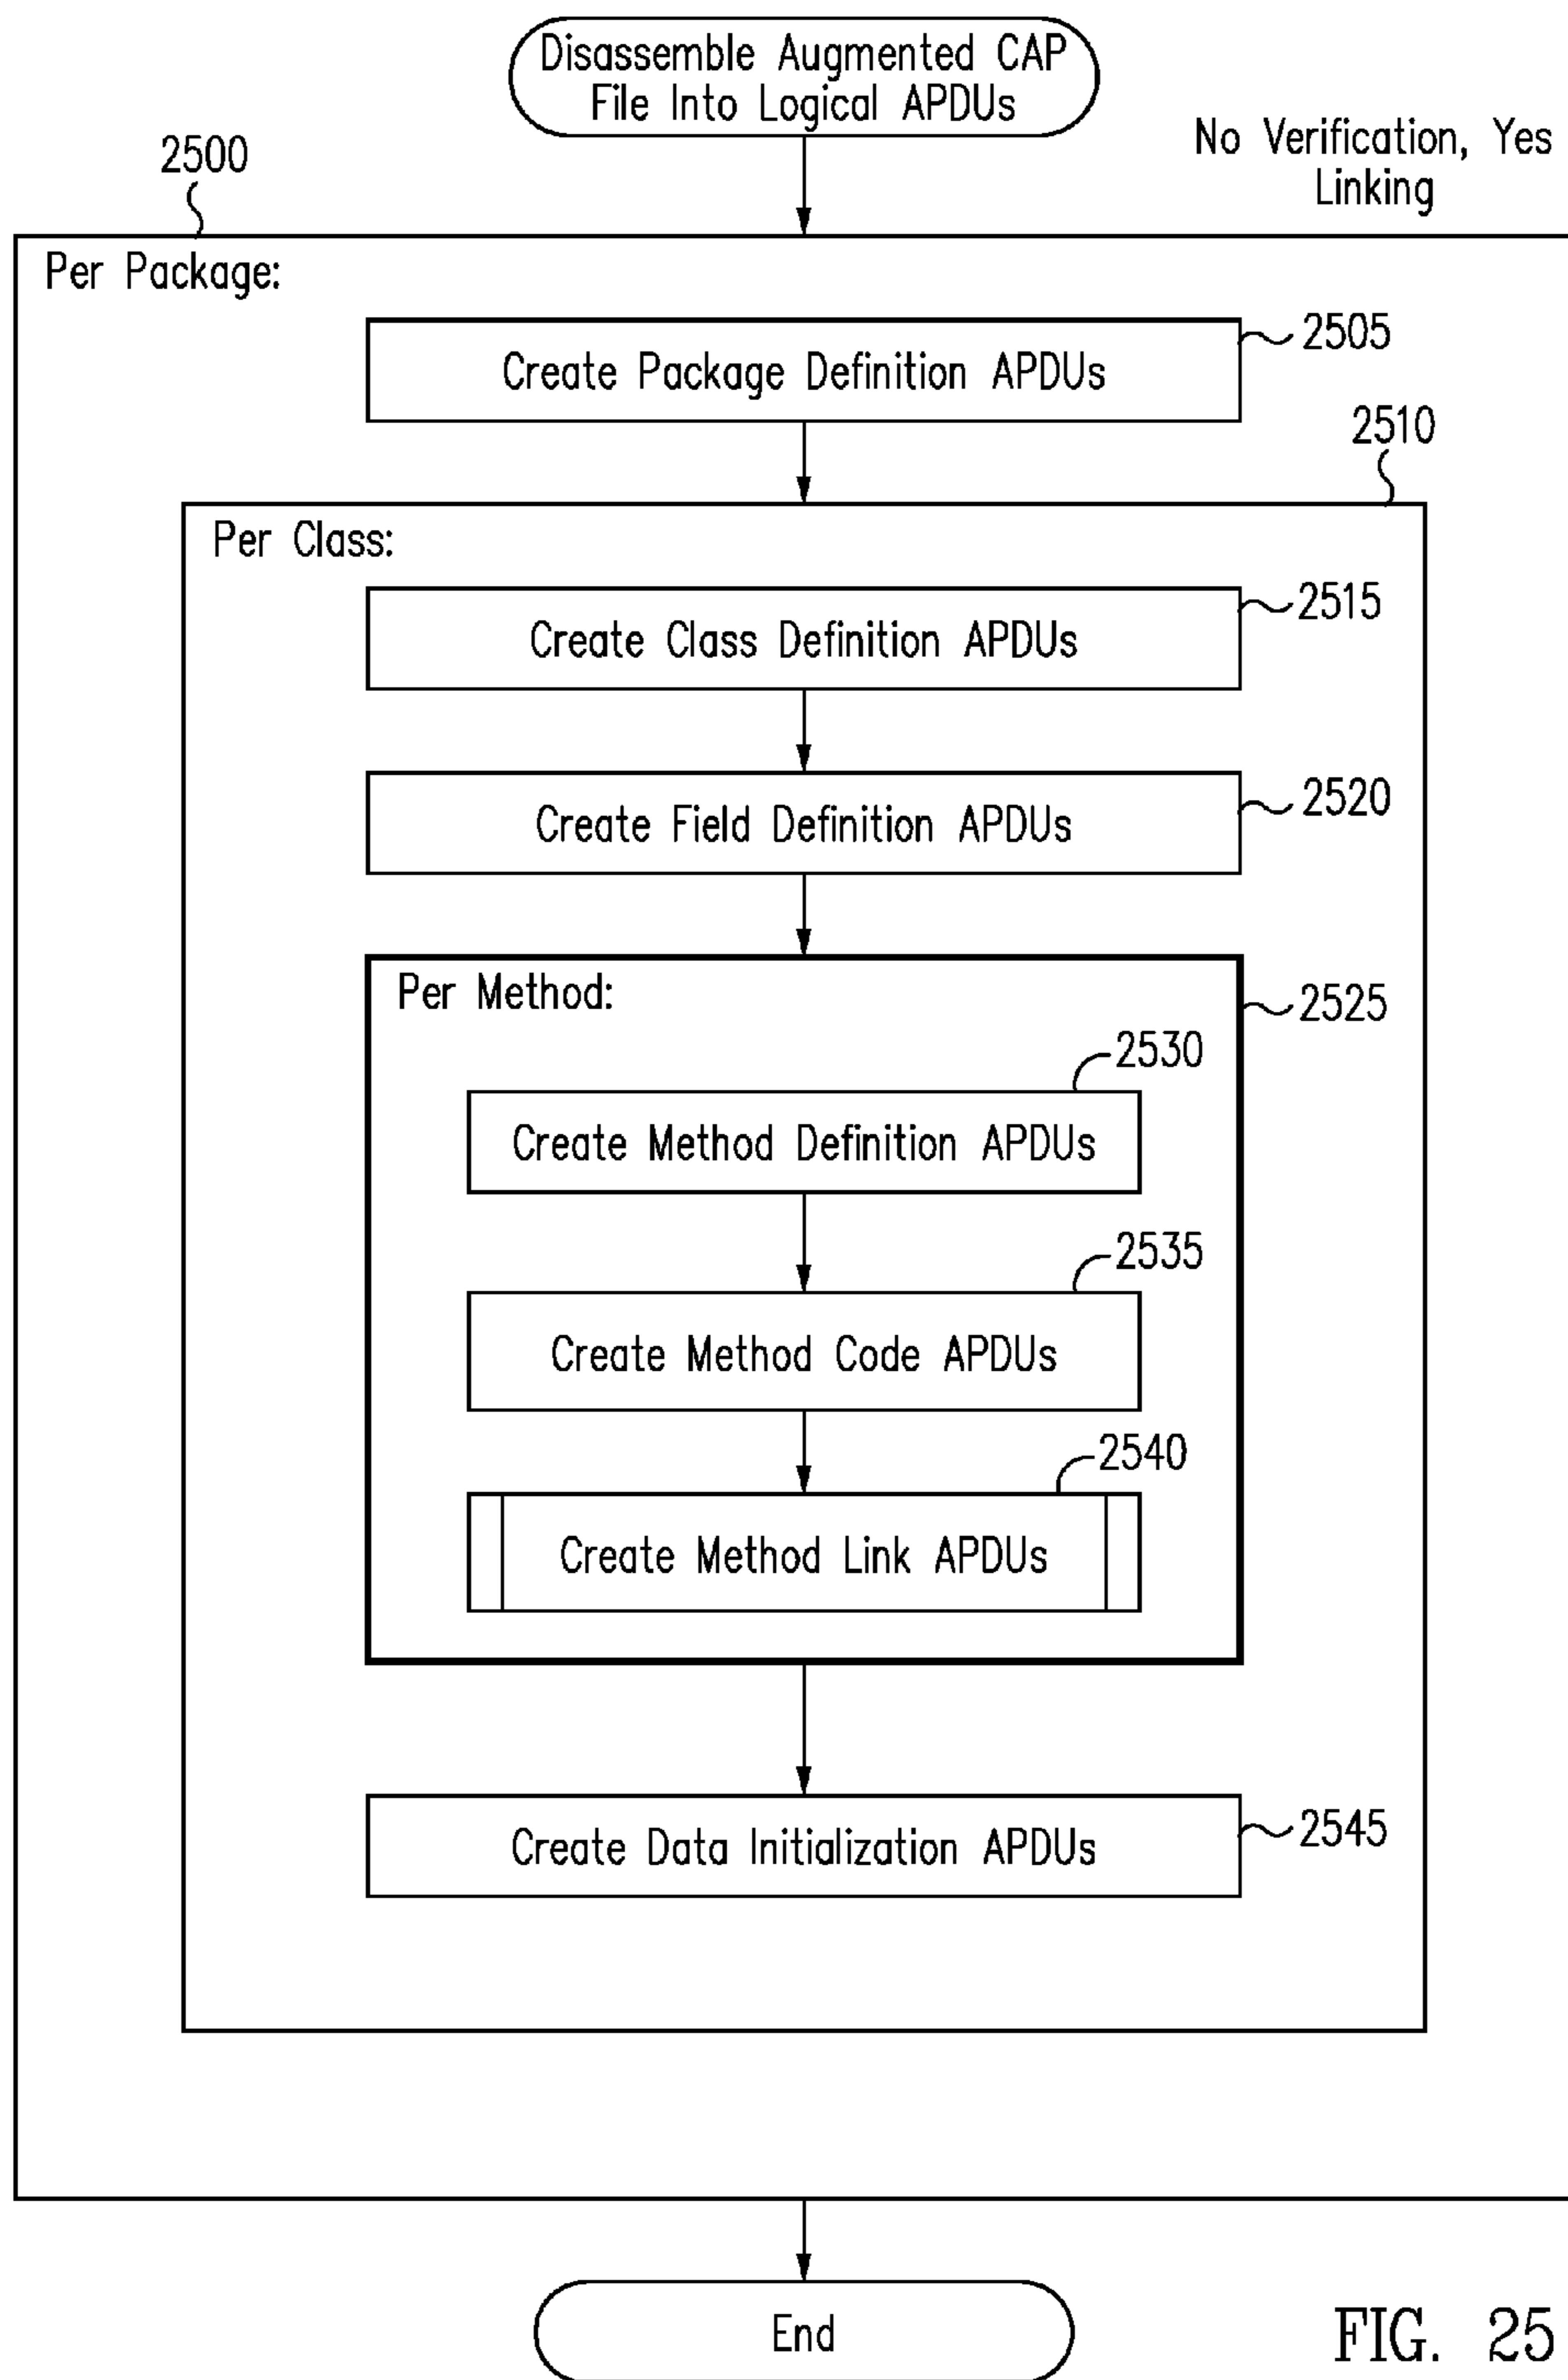 Disassemble Augmented CAP
File Into Logical APDUs
No Verification, Yes
Linking
2500
Per Package:
2505
Create Package Definition APDUs
2510
Per Class:
2515
Create Class Definition APDUs
2520
Create Field Definition APDUs
Per Method:
2525
2530
Create Method Definition APDUs
2535
Create Method Code APDUs
2540
Create Method Link APDUs
2545
Create Data Initialization APDUs
End
FIG. 25